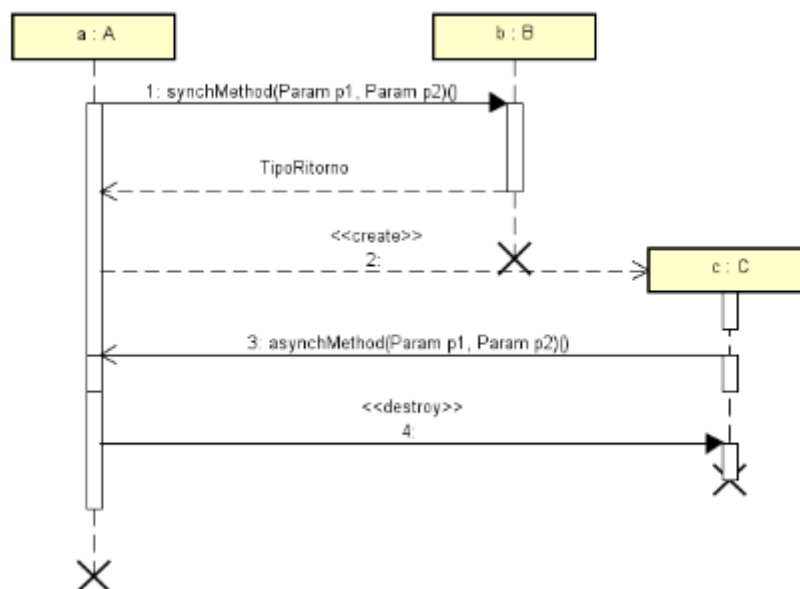 a : A
b : B
1: synchMethod(Param p1, Param p2)()
TipoRitorno
<<create>>
2:
c : C
3: asynchMethod(Param p1, Param p2)()
<<destroy>>
4: